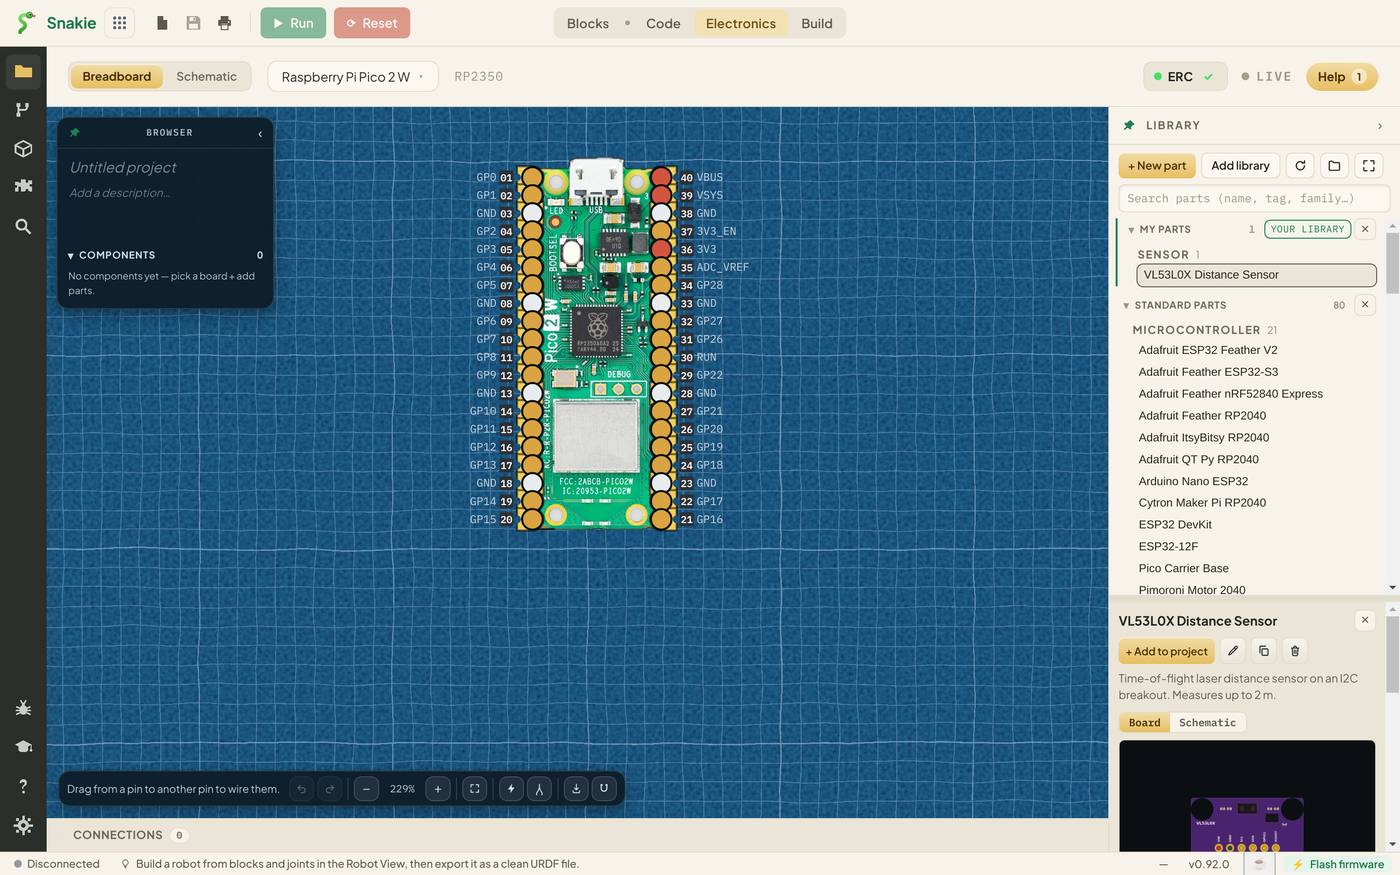 Snakie
Run
Reset
Blocks
Code
Electronics
Build
Breadboard
Schematic
Raspberry Pi Pico 2 W
RP2350
ERC
LIVE
Help 1
BROWSER
Untitled project
Add a description...
COMPONENTS 0
No components yet — pick a board + add
parts.
GP0 01
GP1 02
GND 03
GP2 04
GP3 05
GP4 06
GP5 07
GND 08
GP6 09
GP7 10
GP8 11
GP9 12
GND 13
GP10 14
GP11 15
GP12 16
GP13 17
GND 18
GP14 19
GP15 20
LED
USB
BOOTSEL
Pico 2 W
DEBUG
FCC:2ABCB-PICO2W
IC:20953-PICO2W
40 VBUS
39 VSYS
38 GND
37 3V3_EN
36 3V3
35 ADC_VREF
34 GP28
33 GND
32 GP27
31 GP26
30 RUN
29 GP22
28 GND
27 GP21
26 GP20
25 GP19
24 GP18
23 GND
22 GP17
21 GP16
Drag from a pin to another pin to wire them.
229%
CONNECTIONS 0
LIBRARY
+ New part
Add library
Search parts (name, tag, family…)
MY PARTS 1 YOUR LIBRARY
SENSOR 1
VL53L0X Distance Sensor
STANDARD PARTS 80
MICROCONTROLLER 21
Adafruit ESP32 Feather V2
Adafruit Feather ESP32-S3
Adafruit Feather nRF52840 Express
Adafruit Feather RP2040
Adafruit ItsyBitsy RP2040
Adafruit QT Py RP2040
Arduino Nano ESP32
Cytron Maker Pi RP2040
ESP32 DevKit
ESP32-12F
Pico Carrier Base
Pimoroni Motor 2040
VL53L0X Distance Sensor
+ Add to project
Time-of-flight laser distance sensor on an I2C
breakout. Measures up to 2 m.
Board
Schematic
VL53L0X
Disconnected
Build a robot from blocks and joints in the Robot View, then export it as a clean URDF file.
— v0.92.0
Flash firmware